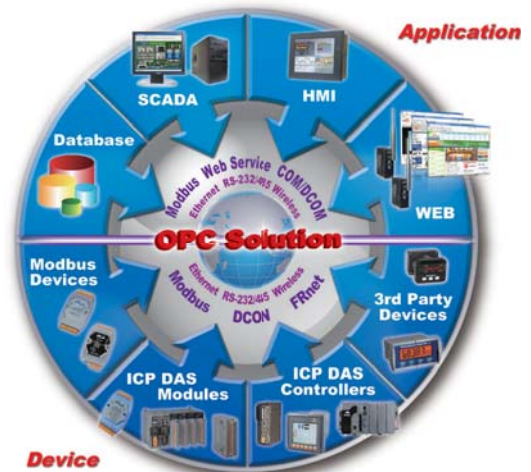 Application
SCADA
HMI
Database
WEB
Modbus Web Service COM/DCOM
Ethernet RS-232/485 Wireless
OPC Solution
Ethernet RS-232/485 Wireless
Modbus DCON FRnet
Modbus
Devices
3rd Party
Devices
ICP DAS
Modules
ICP DAS
Controllers
Device